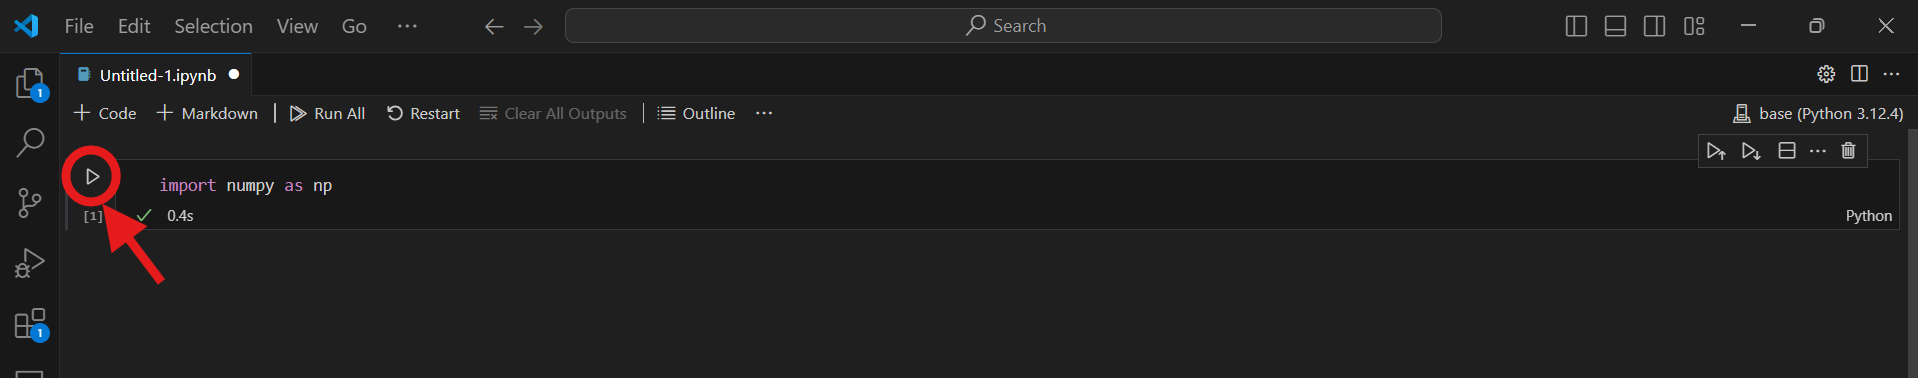 File Edit Selection View Go ··· Search
1
Untitled-1.ipynb
+ Code + Markdown | Run All Restart Clear All Outputs | Outline ···
base (Python 3.12.4)
import numpy as np
[1] ✓ 0.4s Python
1